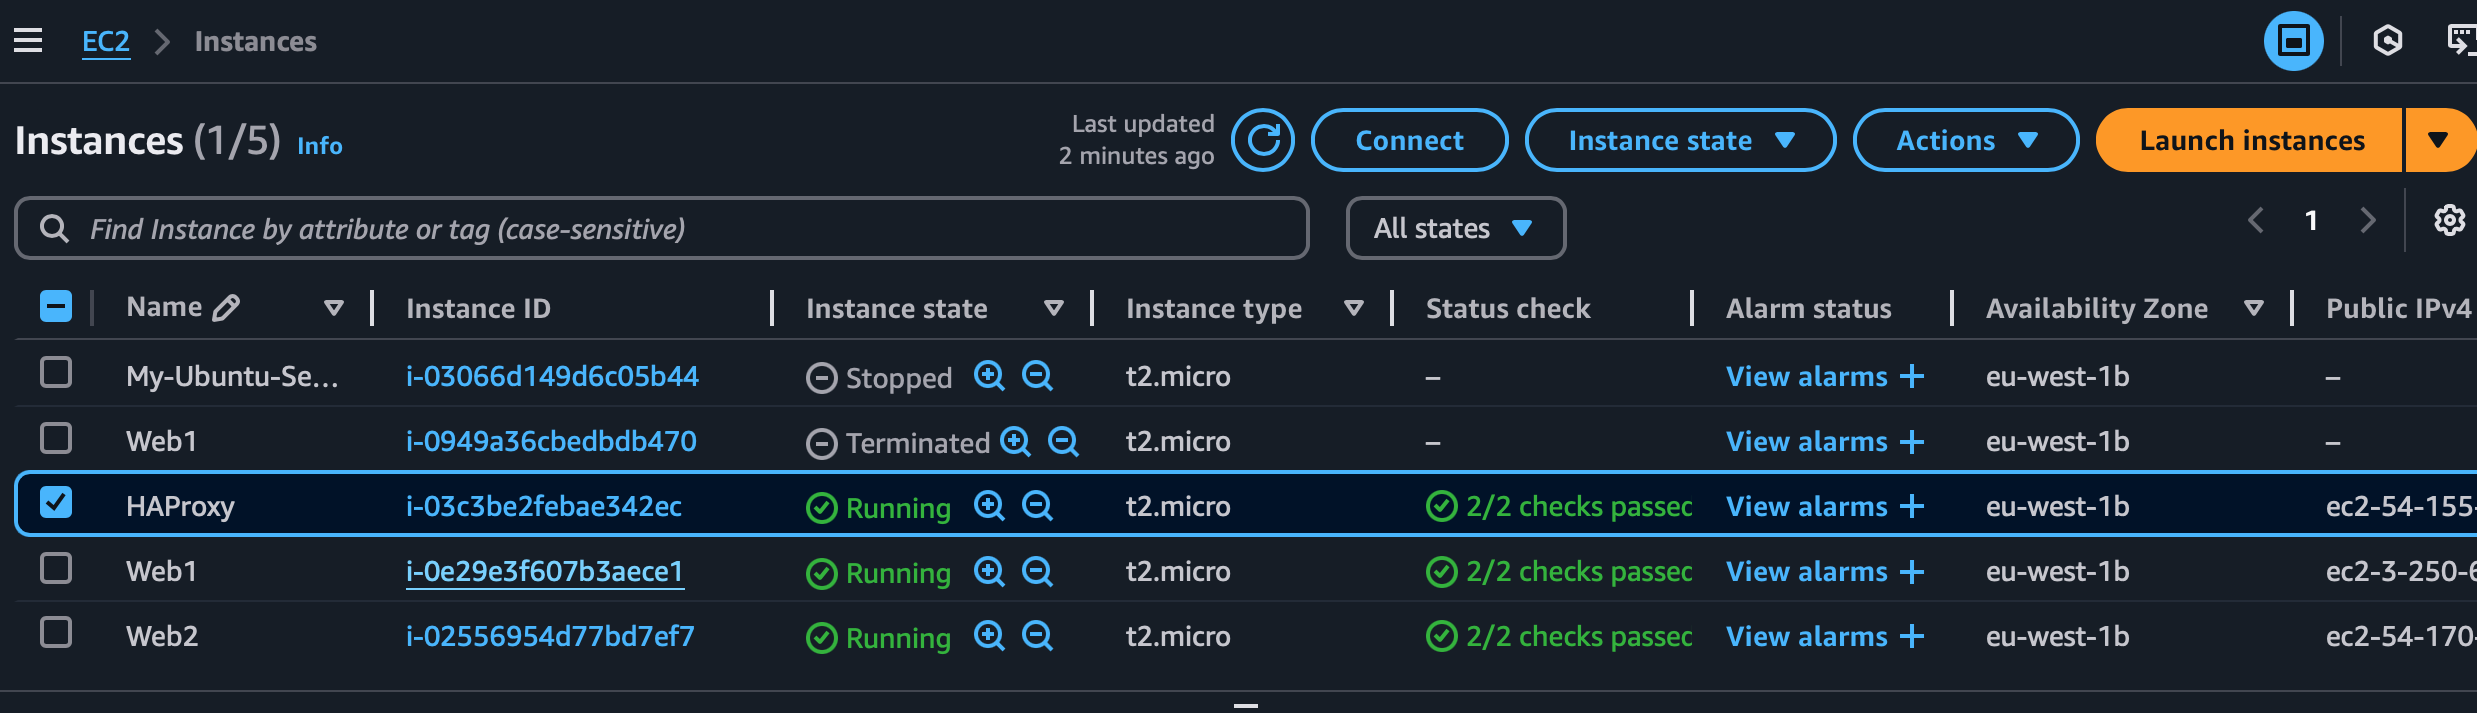 EC2 > Instances
Instances (1/5) Info
Last updated
2 minutes ago
Connect
Instance state
Actions
Launch instances
Find Instance by attribute or tag (case-sensitive)
All states
1
Name Instance ID Instance state Instance type Status check Alarm status Availability Zone Public IPv4
My-Ubuntu-Se... i-03066d149d6c05b44 Stopped t2.micro – View alarms + eu-west-1b –
Web1 i-0949a36cbedbdb470 Terminated t2.micro – View alarms + eu-west-1b –
HAProxy i-03c3be2febae342ec Running t2.micro 2/2 checks passed View alarms + eu-west-1b ec2-54-155-
Web1 i-0e29e3f607b3aece1 Running t2.micro 2/2 checks passed View alarms + eu-west-1b ec2-3-250-6
Web2 i-02556954d77bd7ef7 Running t2.micro 2/2 checks passed View alarms + eu-west-1b ec2-54-170-